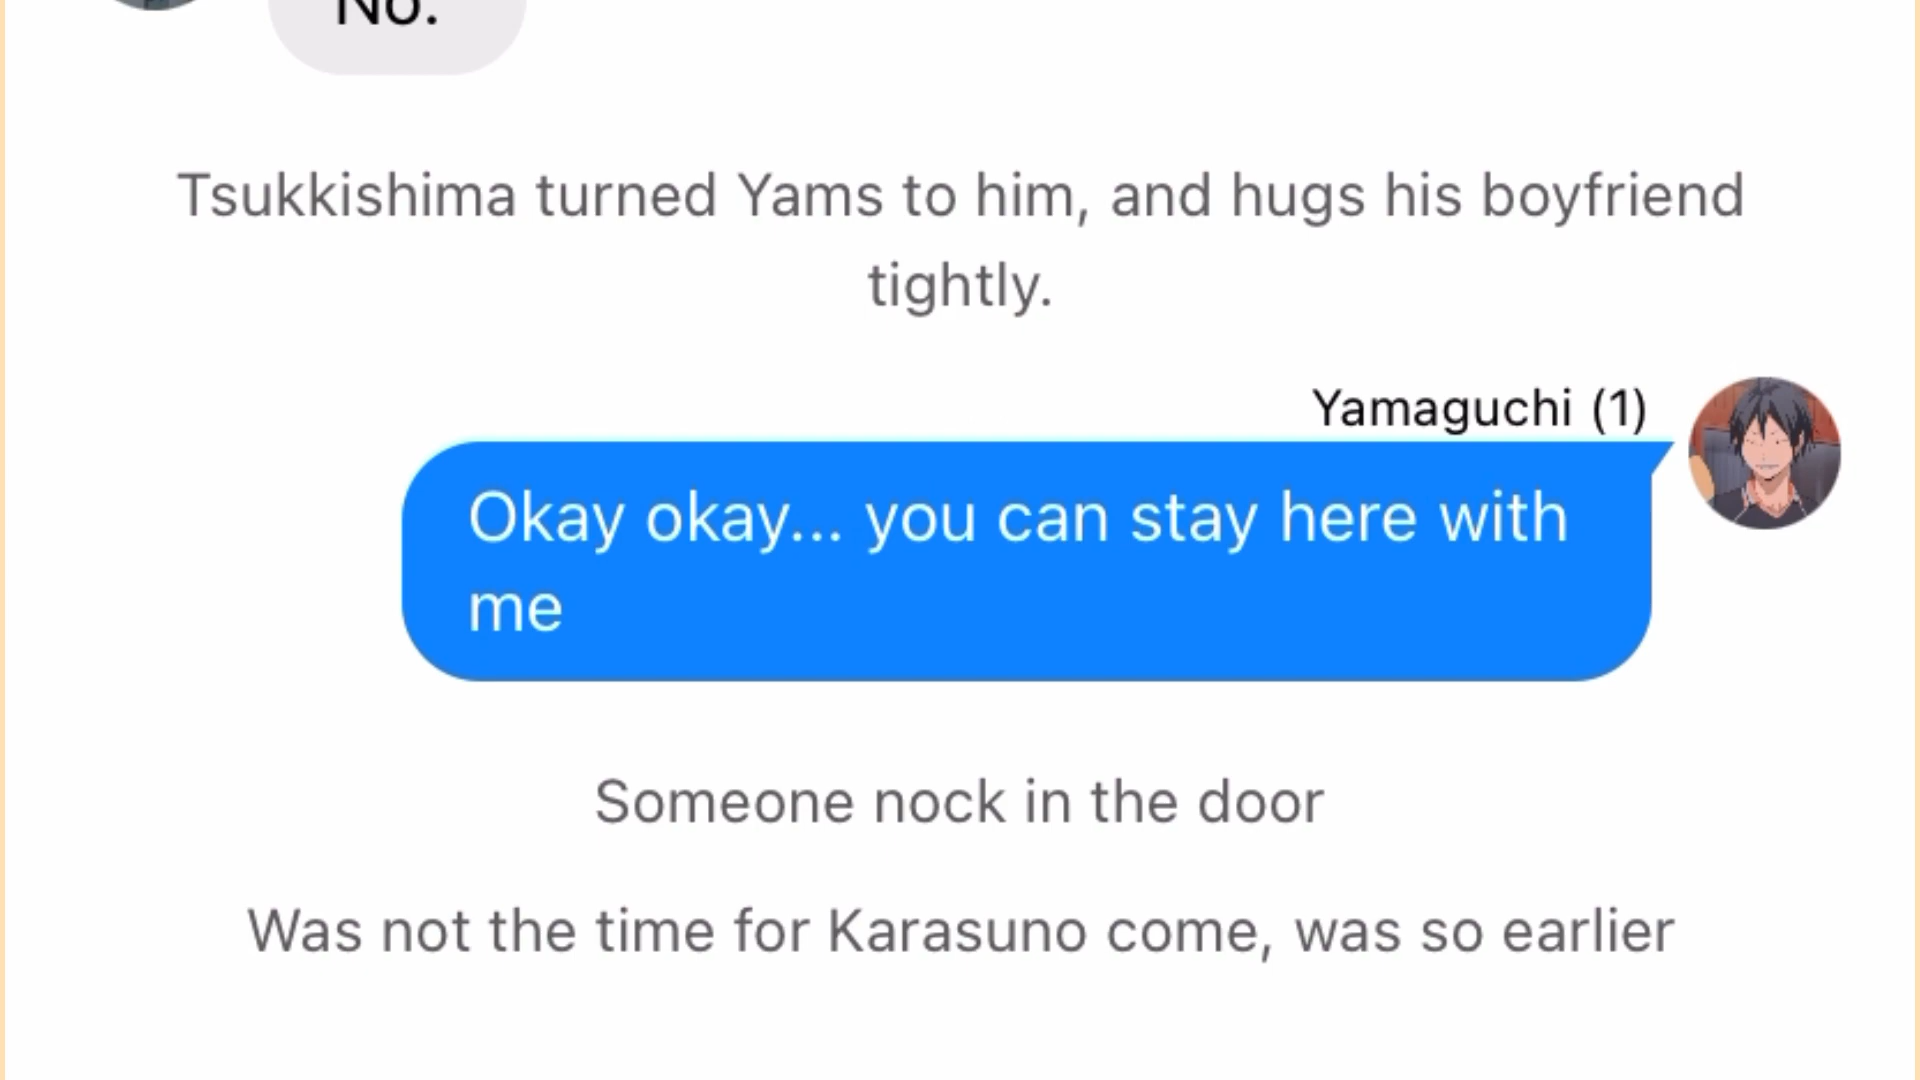 No.
Tsukkishima turned Yams to him, and hugs his boyfriend
tightly.
Yamaguchi (1)
Okay okay... you can stay here with
me
Someone nock in the door
Was not the time for Karasuno come, was so earlier